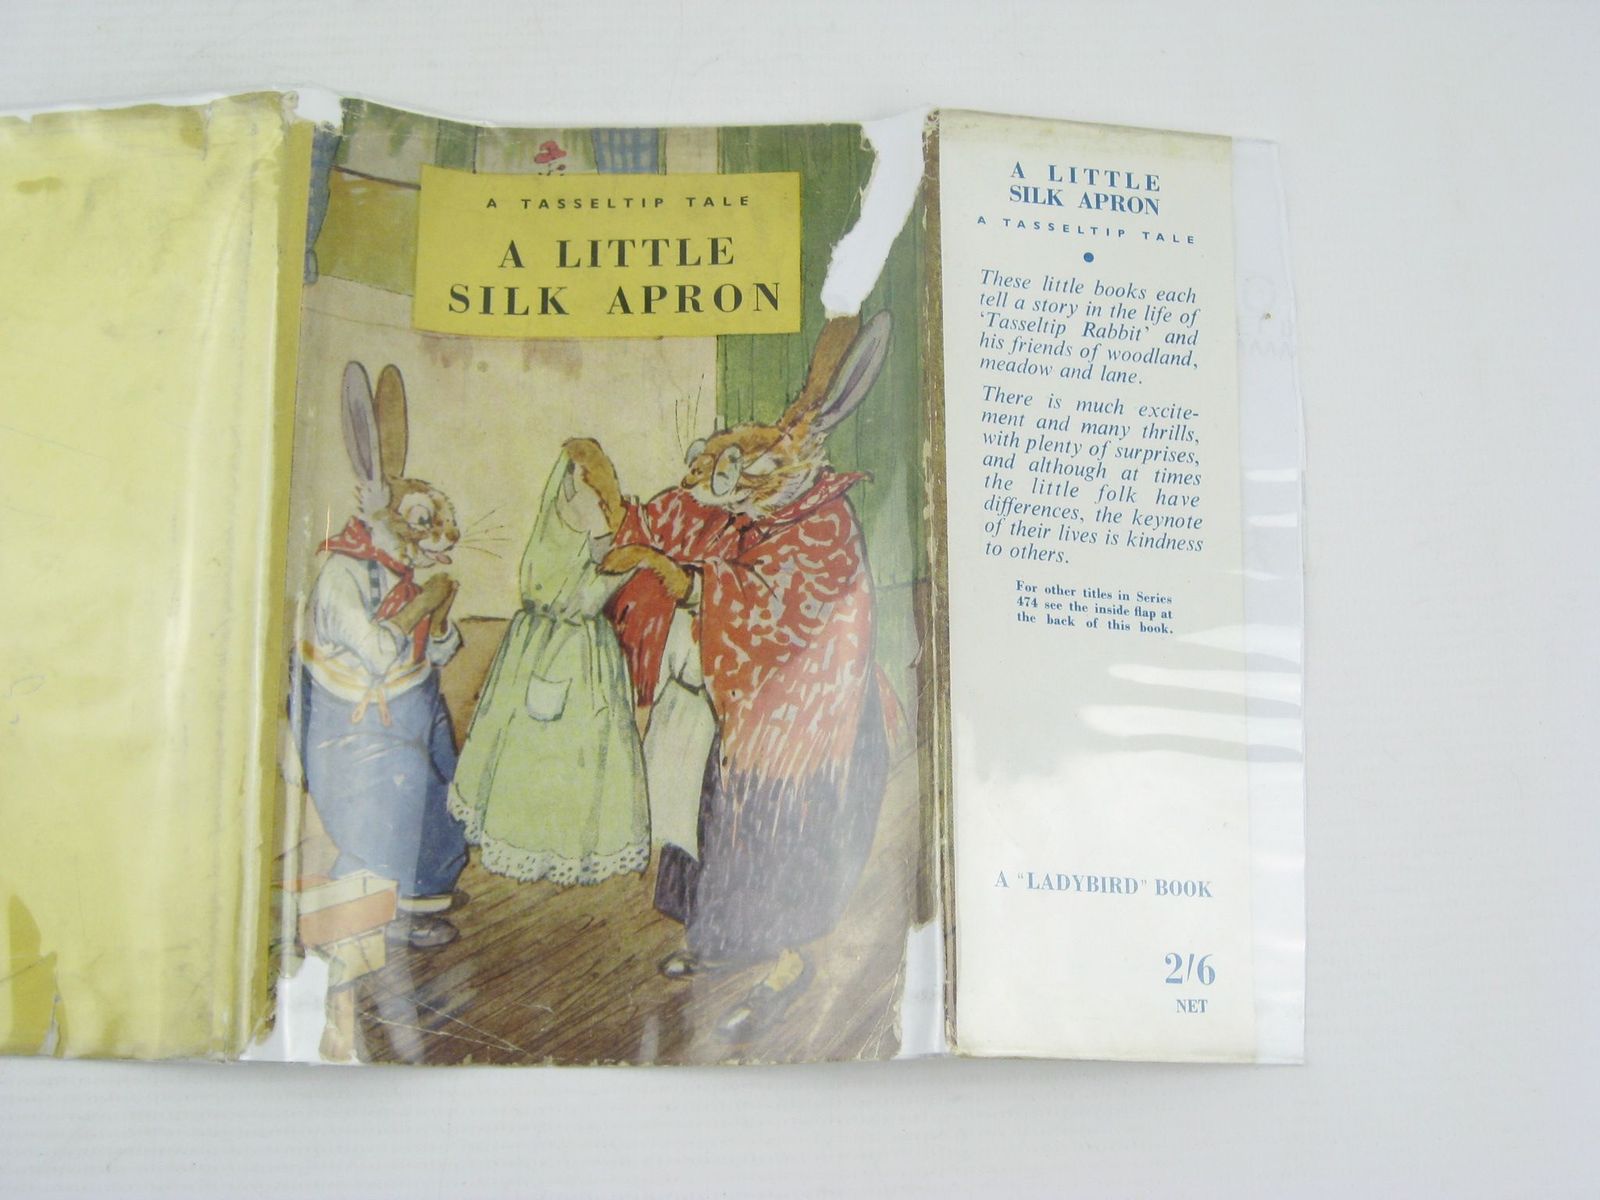 A TASSELTIP TALE
A LITTLE
SILK APRON
A LITTLE
SILK APRON
A TASSELTIP TALE
These little books each
tell a story in the life of
'Tasseltip Rabbit' and
his friends of woodland,
meadow and lane.
There is much excite-
ment and many thrills,
with plenty of surprises,
and although at times
the little folk have
differences, the keynote
of their lives is kindness
to others.
For other titles in Series
474 see the inside flap at
the back of this book.
A "LADYBIRD" BOOK
2/6
NET